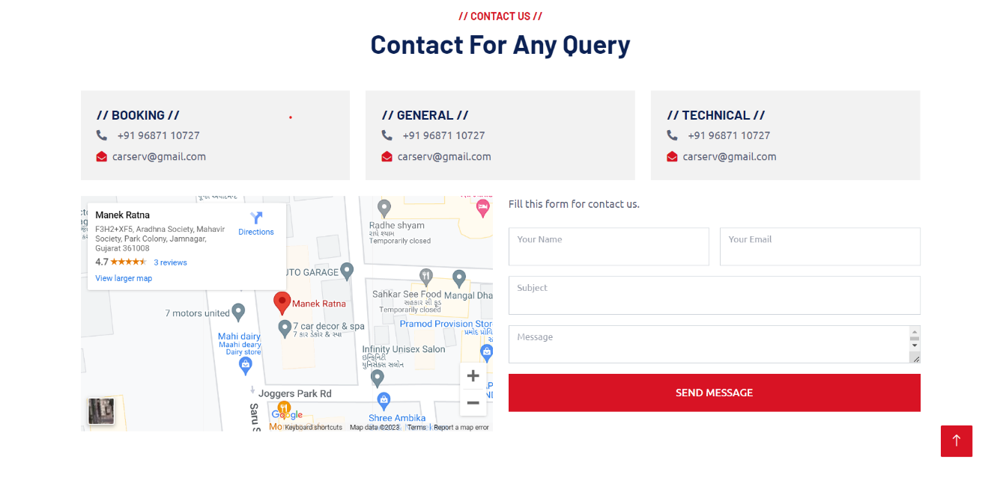 // CONTACT US //
Contact For Any Query
// BOOKING //
+91 96871 10727
carserv@gmail.com
// GENERAL //
+91 96871 10727
carserv@gmail.com
// TECHNICAL //
+91 96871 10727
carserv@gmail.com
Manek Ratna
F3H2+XF5, Aradhna Society, Mahavir
Society, Park Colony, Jamnagar,
Gujarat 361008
4.7
3 reviews
View larger map
Directions
Radhe shyam
રાધે શ્યામ
Temporarily closed
UTO GARAGE
Sahkar See Food
સહકાર સી ફૂડ
Temporarily closed
Mangal Dha
Manek Ratna
7 motors united
7 car decor & spa
7 કાર ડેકોર & સ્પા
Pramod Provision Stor
Mahi dairy
Maahi deary
Dairy store
Infinity Unisex Salon
ઇન્ફિનિટી
યુનિસેક્સ સલોન
Joggers Park Rd
Saru S
Shree Ambika
Google
Keyboard shortcuts
Map data ©2023
Terms
Report a map error
Fill this form for contact us.
Your Name
Your Email
Subject
Message
SEND MESSAGE